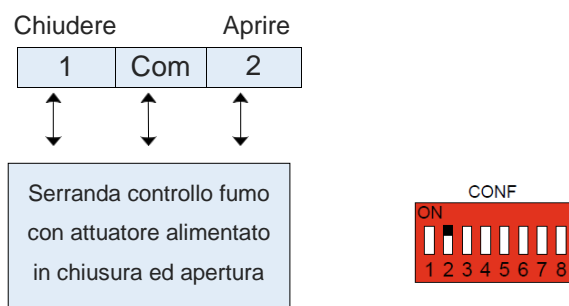 Chiudere Aprire
1 Com 2
Serranda controllo fumo
con attuatore alimentato
in chiusura ed apertura
CONF
ON
1 2 3 4 5 6 7 8